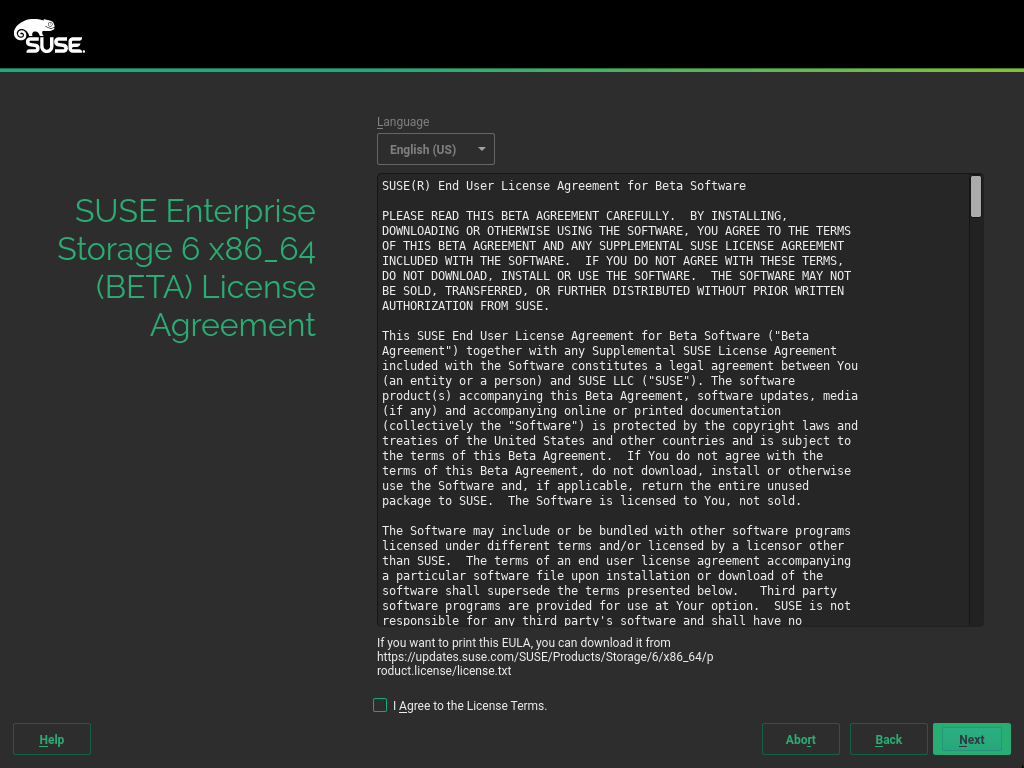 SUSE.
Language
English (US)
SUSE Enterprise
Storage 6 x86_64
(BETA) License
Agreement
SUSE(R) End User License Agreement for Beta Software
PLEASE READ THIS BETA AGREEMENT CAREFULLY.  BY INSTALLING,
DOWNLOADING OR OTHERWISE USING THE SOFTWARE, YOU AGREE TO THE TERMS
OF THIS BETA AGREEMENT AND ANY SUPPLEMENTAL SUSE LICENSE AGREEMENT
INCLUDED WITH THE SOFTWARE.  IF YOU DO NOT AGREE WITH THESE TERMS,
DO NOT DOWNLOAD, INSTALL OR USE THE SOFTWARE.  THE SOFTWARE MAY NOT
BE SOLD, TRANSFERRED, OR FURTHER DISTRIBUTED WITHOUT PRIOR WRITTEN
AUTHORIZATION FROM SUSE.
This SUSE End User License Agreement for Beta Software ("Beta
Agreement") together with any Supplemental SUSE License Agreement
included with the Software constitutes a legal agreement between You
(an entity or a person) and SUSE LLC ("SUSE"). The software
product(s) accompanying this Beta Agreement, software updates, media
(if any) and accompanying online or printed documentation
(collectively the "Software") is protected by the copyright laws and
treaties of the United States and other countries and is subject to
the terms of this Beta Agreement.  If You do not agree with the
terms of this Beta Agreement, do not download, install or otherwise
use the Software and, if applicable, return the entire unused
package to SUSE.  The Software is licensed to You, not sold.
The Software may include or be bundled with other software programs
licensed under different terms and/or licensed by a licensor other
than SUSE.  The terms of an end user license agreement accompanying
a particular software file upon installation or download of the
software shall supersede the terms presented below.   Third party
software programs are provided for use at Your option.  SUSE is not
responsible for any third party's software and shall have no
If you want to print this EULA, you can download it from
https://updates.suse.com/SUSE/Products/Storage/6/x86_64/p
roduct.license/license.txt
I Agree to the License Terms.
Help
Abort
Back
Next